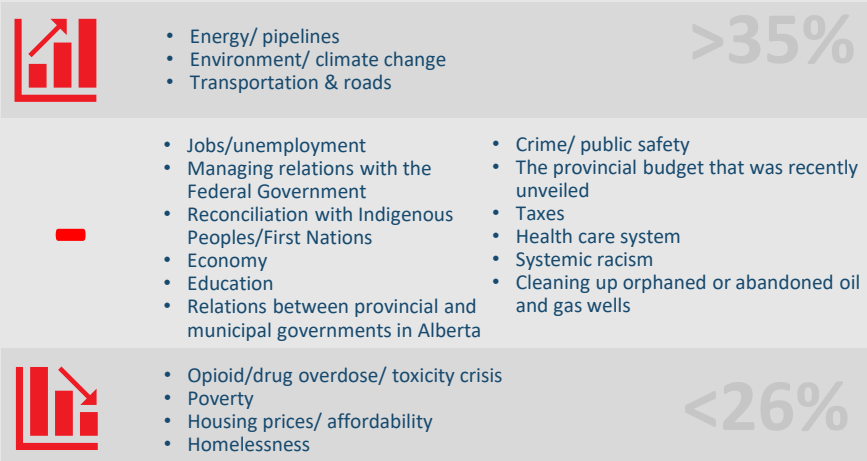 • Energy/ pipelines
• Environment/ climate change
• Transportation & roads
>35%
• Jobs/unemployment
• Managing relations with the
Federal Government
• Reconciliation with Indigenous
Peoples/First Nations
• Economy
• Education
• Relations between provincial and
municipal governments in Alberta
• Crime/ public safety
• The provincial budget that was recently
unveiled
• Taxes
• Health care system
• Systemic racism
• Cleaning up orphaned or abandoned oil
and gas wells
• Opioid/drug overdose/ toxicity crisis
• Poverty
• Housing prices/ affordability
• Homelessness
<26%